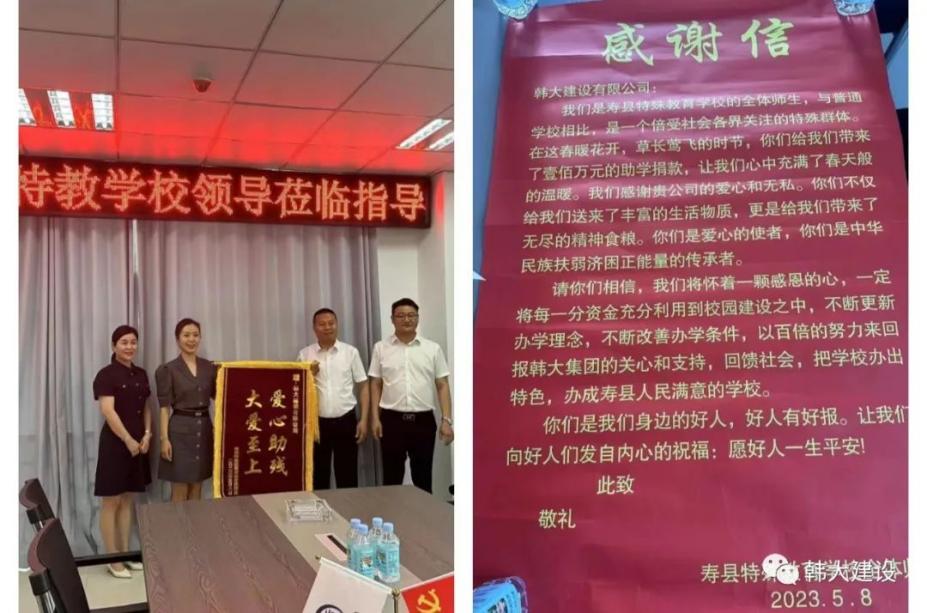 特教学校领导莅临指导
爱心助残
大爱至上
感谢信
韩大建设有限公司：
我们是寿县特殊教育学校的全体师生，与普通
学校相比，是一个倍受社会各界关注的特殊群体。
在这春暖花开，草长莺飞的时节，你们给我们带来
了壹佰万元的助学捐款，让我们心中充满了春天般
的温暖。我们感谢贵公司的爱心和无私。你们不仅
给我们送来了丰富的生活物质，更是给我们带来了
无尽的精神食粮。你们是爱心的使者，你们是中华
民族扶弱济困正能量的传承者。
请你们相信，我们将怀着一颗感恩的心，一定
将每一分资金充分利用到校园建设之中，不断更新
办学理念，不断改善办学条件，以百倍的努力来回
报韩大集团的关心和支持，回馈社会，把学校办出
特色，办成寿县人民满意的学校。
你们是我们身边的好人，好人有好报。让我们
向好人们发自内心的祝福：愿好人一生平安!
此致
敬礼
寿县特殊
2023.5.8
韩大建设